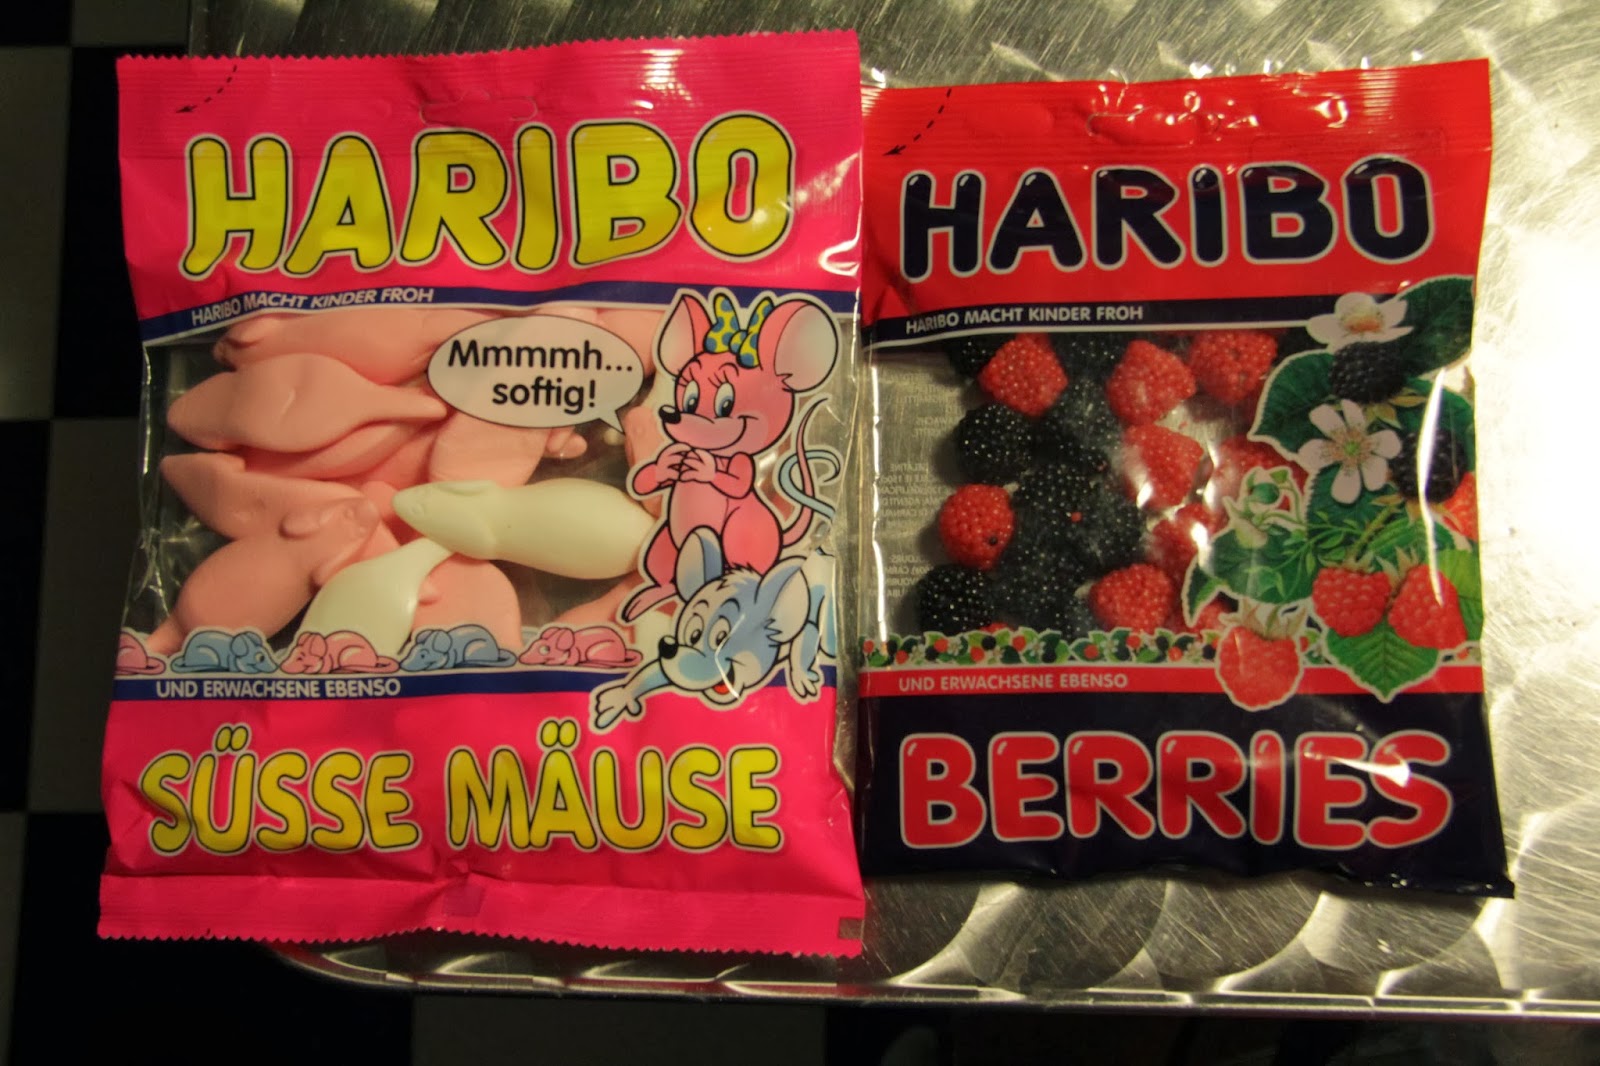 HARIBO
HARIBO MACHT KINDER FROH
Mmmmh...
softig!
UND ERWACHSENE EBENSO
SÜSSE MÄUSE
HARIBO
HARIBO MACHT KINDER FROH
UND ERWACHSENE EBENSO
BERRIES